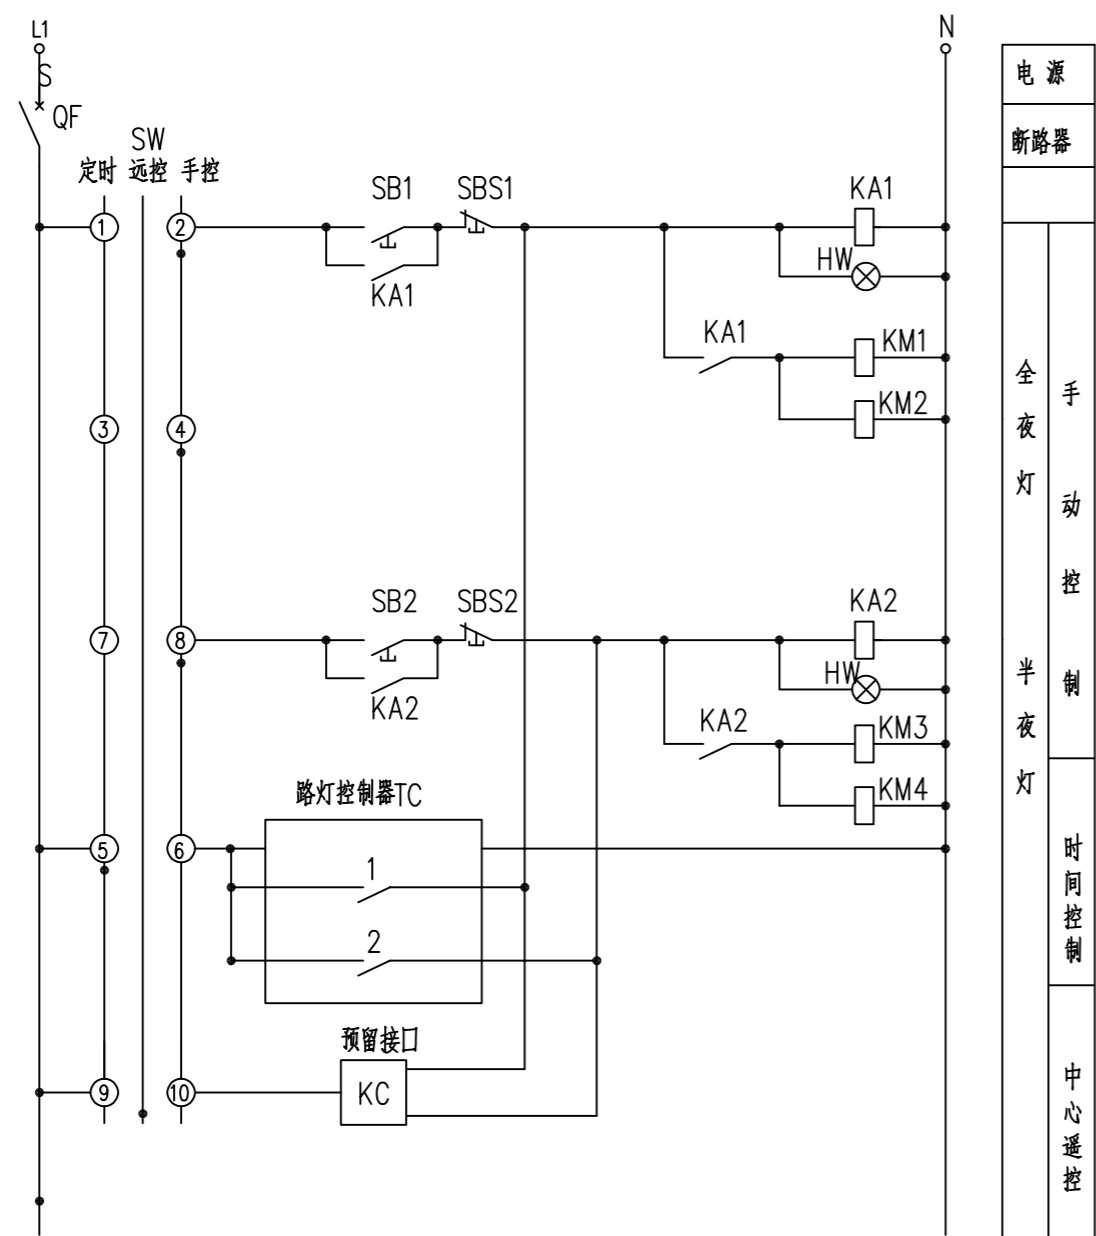 L1
N
S
QF
SW
定时 远控 手控
电 源
断路器
SB1
SBS1
KA1
1
2
HW
KA1
KA1
KM1
KM2
3
4
全夜灯
手动控制
SB2
SBS2
KA2
7
8
HW
KA2
KA2
KM3
KM4
半夜灯
路灯控制器TC
5
6
1
2
时间控制
预留接口
9
10
KC
中心遥控